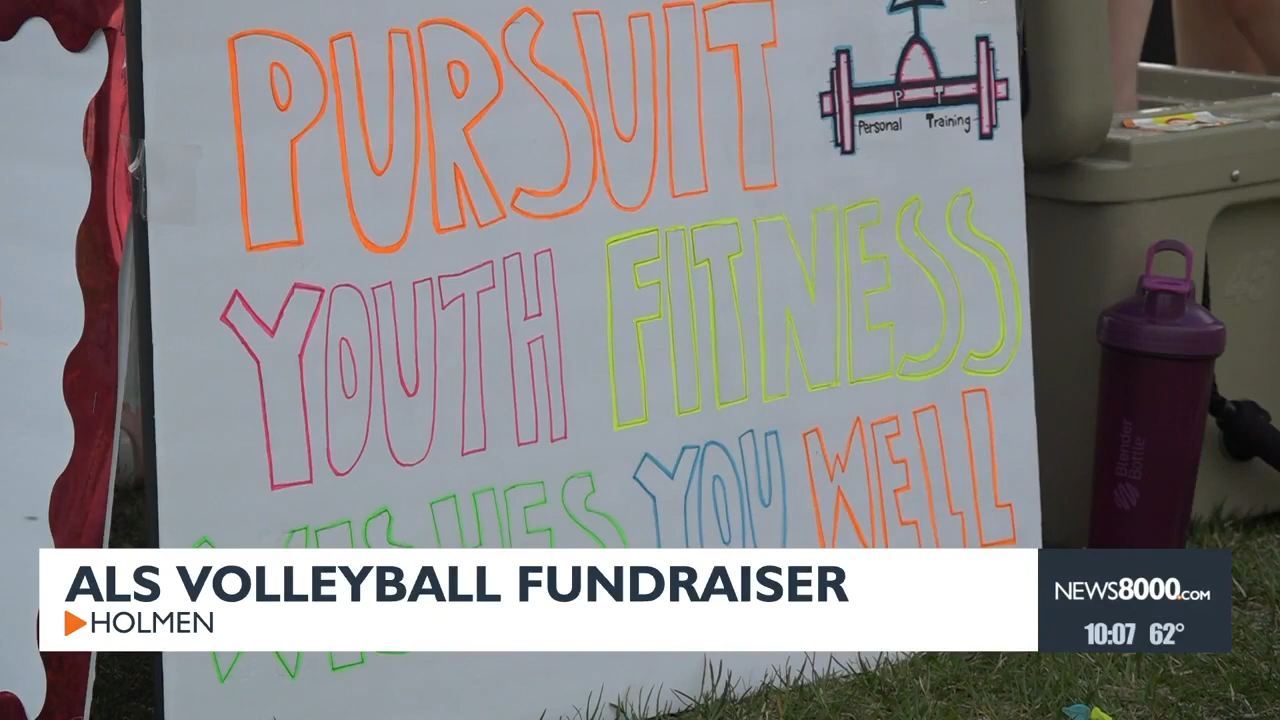 PURSUIT
P T
Personal Training
YOUTH FITNESS
WISHES YOU WELL
Blender Bottle
ALS VOLLEYBALL FUNDRAISER
HOLMEN
NEWS8000.COM
10:07 62°